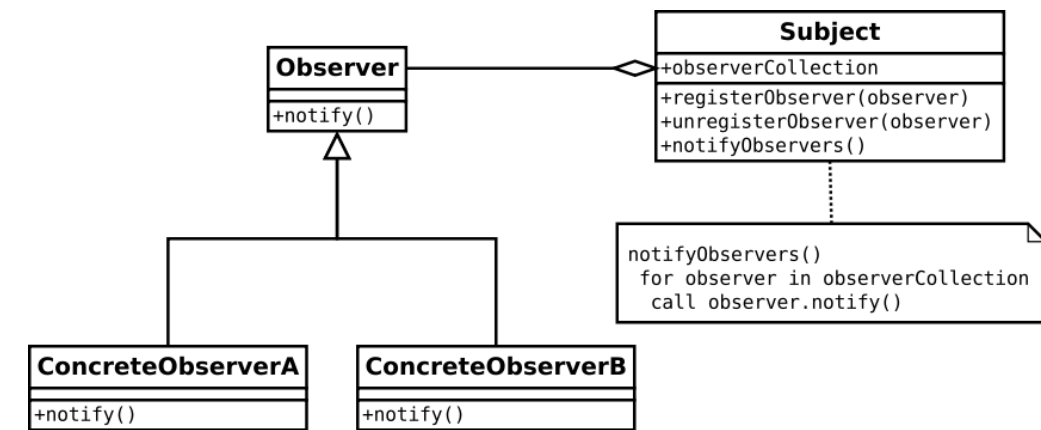 Observer
+notify()
Subject
+observerCollection
+registerObserver(observer)
+unregisterObserver(observer)
+notifyObservers()
notifyObservers()
for observer in observerCollection
call observer.notify()
ConcreteObserverA
+notify()
ConcreteObserverB
+notify()